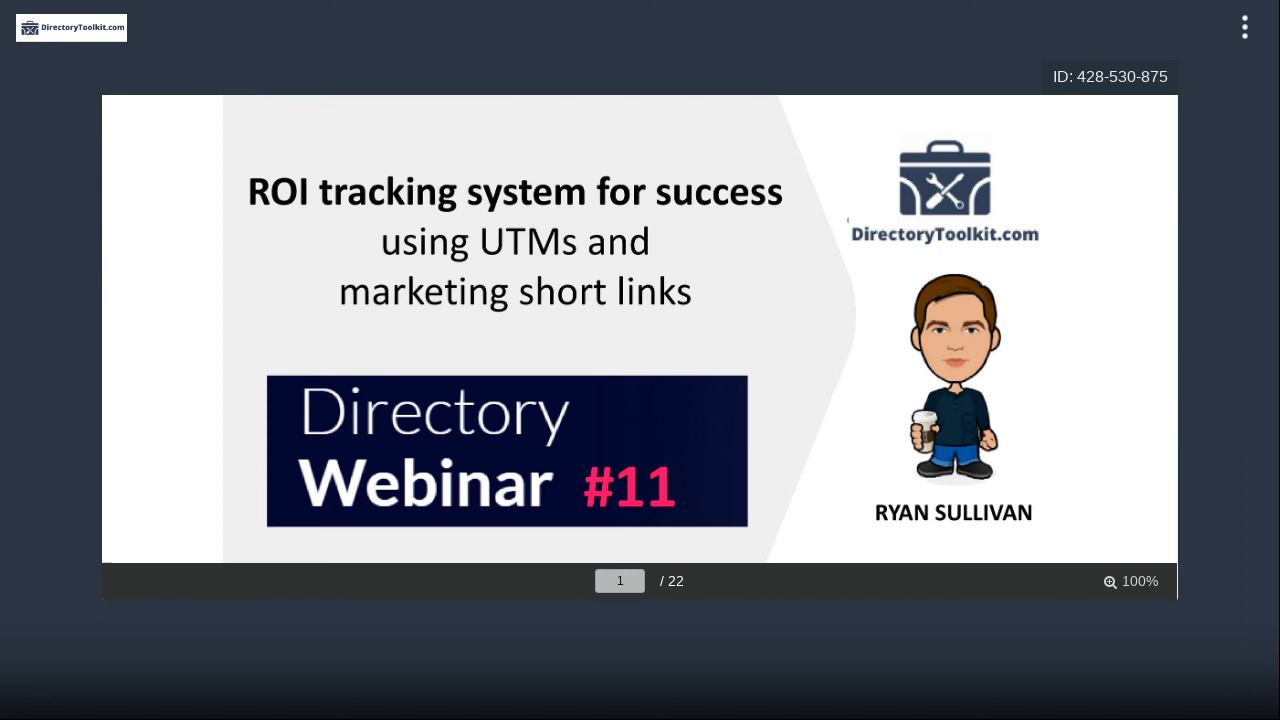 DirectoryToolkit.com
ID: 428-530-875
ROI tracking system for success
using UTMs and
marketing short links
DirectoryToolkit.com
Directory
Webinar #11
RYAN SULLIVAN
1 / 22
100%